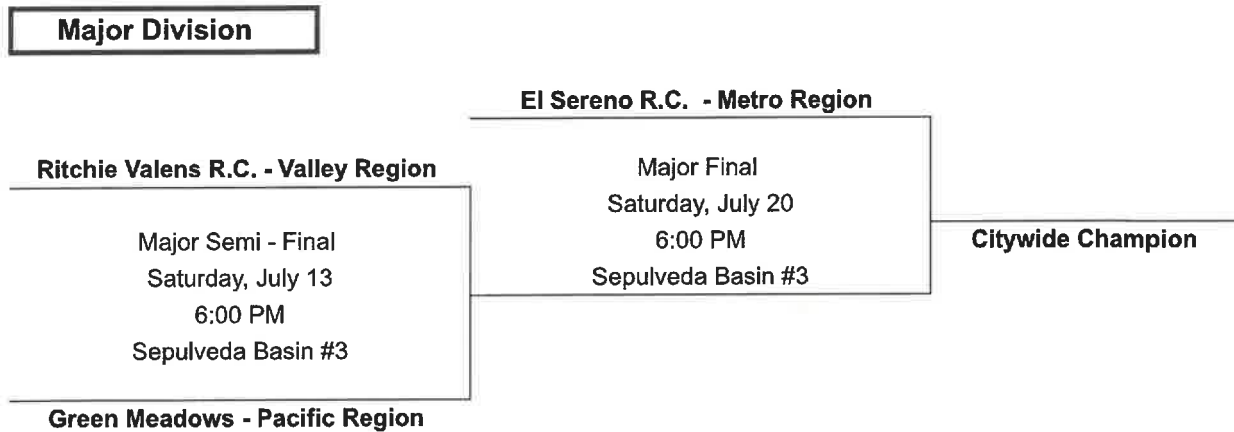 Major Division
El Sereno R.C. - Metro Region
Ritchie Valens R.C. - Valley Region
Major Final
Saturday, July 20
6:00 PM
Sepulveda Basin #3
Citywide Champion
Major Semi - Final
Saturday, July 13
6:00 PM
Sepulveda Basin #3
Green Meadows - Pacific Region